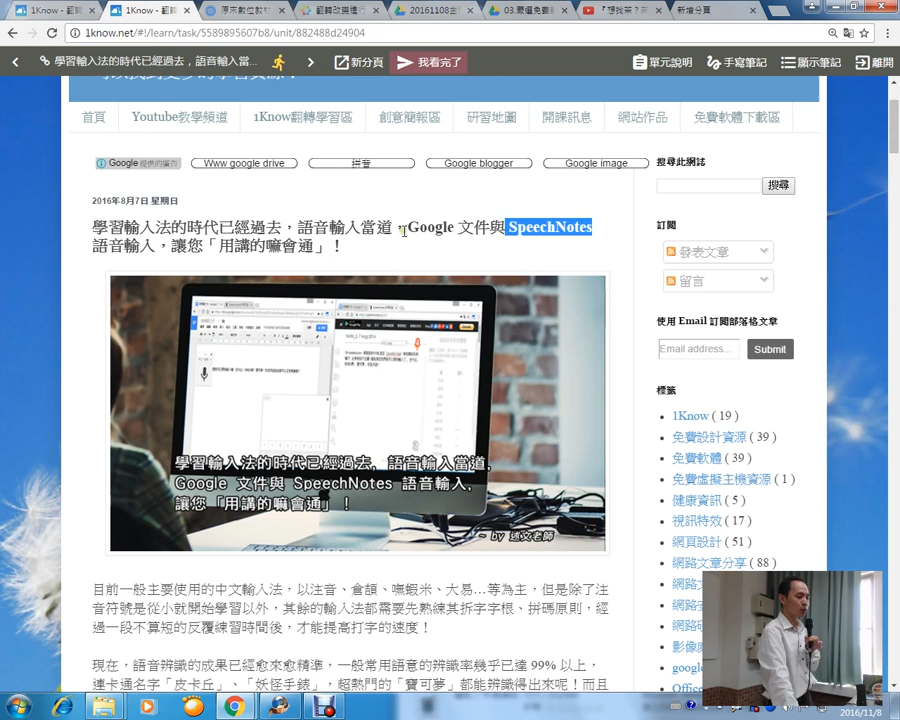 1Know - 翻轉
1Know - 翻轉
原來數位教材
翻轉改變進行
20161108
03.嚴選免費
新增分頁
1know.net/#!/learn/task/5589895607b8/unit/882488d24904
學習輸入法的時代已經過去，語音輸入當...
新分頁
我看完了
單元說明
手寫筆記
顯示筆記
離開
首頁
Youtube教學頻道
1Know翻轉學習區
創意簡報區
研習地圖
開課訊息
網站作品
免費軟體下載區
Google 提供的廣告
Www google drive
拼音
Google blogger
Google image
2016年8月7日 星期日
學習輸入法的時代已經過去，語音輸入當道，Google 文件與 SpeechNotes
語音輸入，讓您「用講的嘛會通」！
學習輸入法的時代已經過去, 語音輸入當道,
Google 文件與 SpeechNotes 語音輸入,
讓您「用講的嘛會通」!
目前一般主要使用的中文輸入法，以注音、倉頡、嘸蝦米、大易…等為主，但是除了注
音符號是從小就開始學習以外，其餘的輸入法都需要先熟練其拆字字根、拼碼原則，經
過一段不算短的反覆練習時間後，才能提高打字的速度！
現在，語音辨識的成果已經愈來愈精準，一般常用語意的辨識率幾乎已達 99% 以上，
連卡通名字「皮卡丘」、「妖怪手錶」，超熱門的「寶可夢」都能辨識得出來呢！而且
搜尋此網誌
搜尋
訂閱
發表文章
留言
使用 Email 訂閱部落格文章
Email address...
Submit
標籤
1Know ( 19 )
免費設計資源 ( 39 )
免費軟體 ( 39 )
免費虛擬主機資源 ( 1 )
健康資訊 ( 5 )
視訊特效 ( 17 )
網頁設計 ( 51 )
網路文章分享 ( 88 )
網路
網路
網路
影像
google
Office
2016/11/8